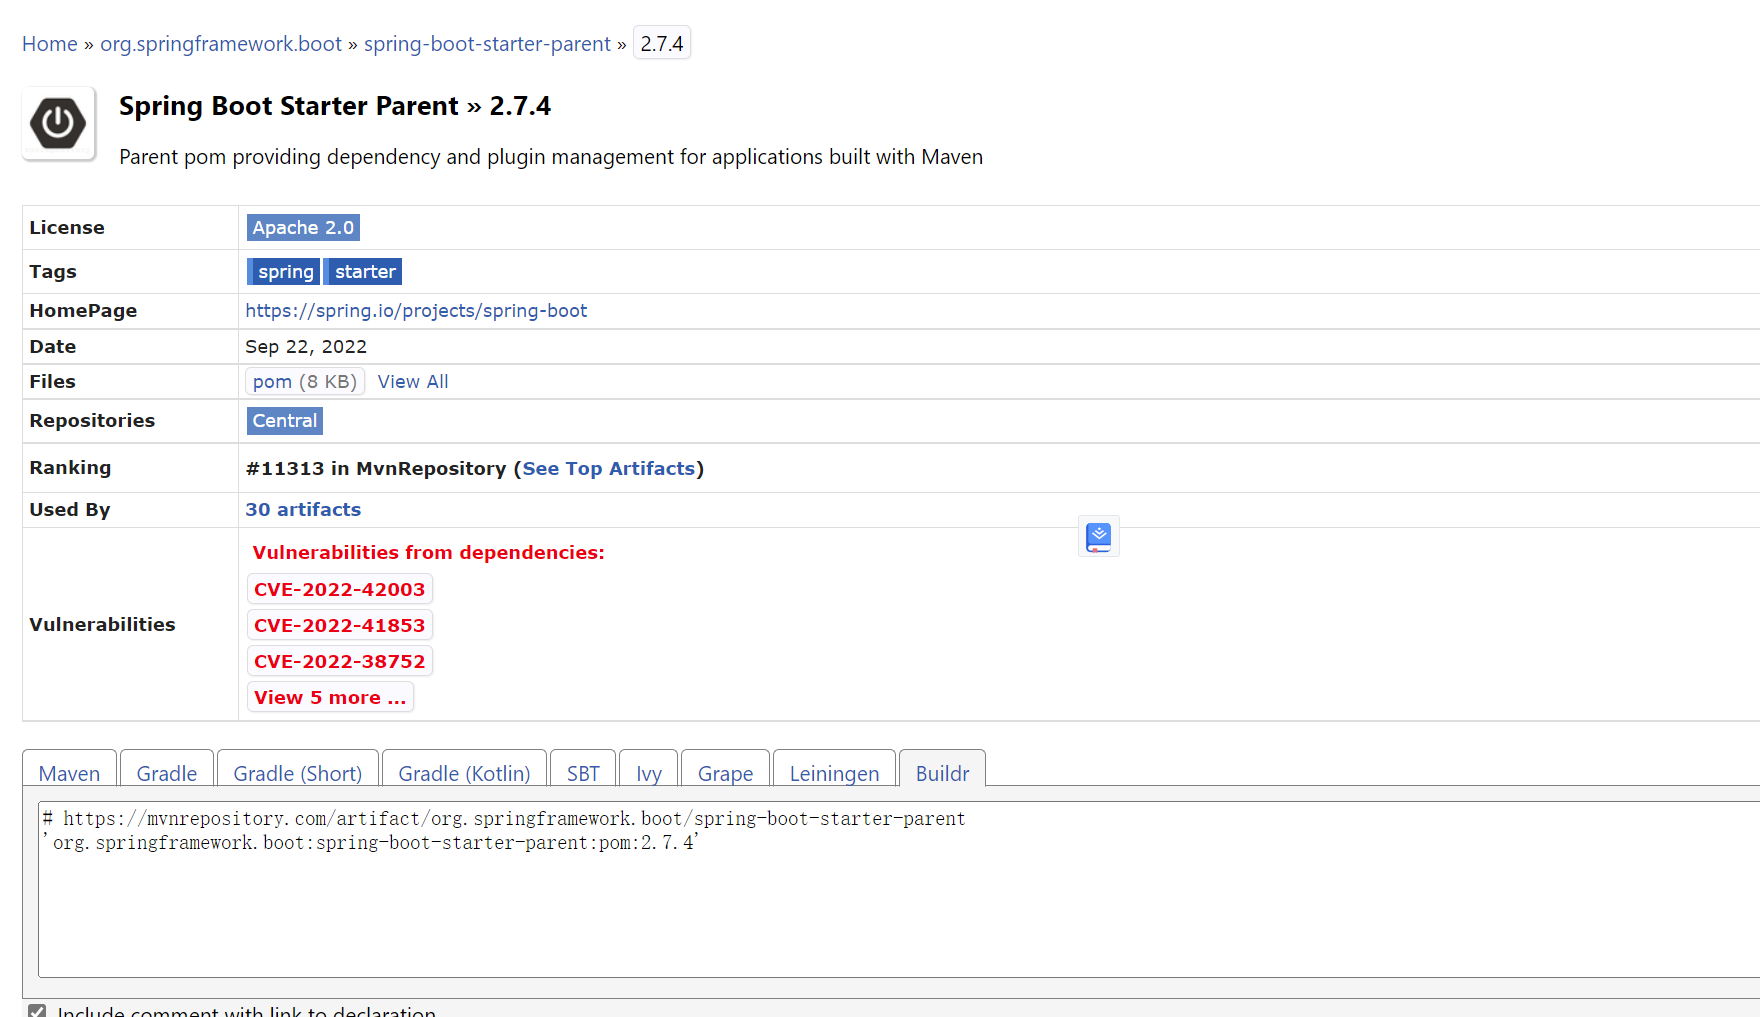 Home » org.springframework.boot » spring-boot-starter-parent » 2.7.4
Spring Boot Starter Parent » 2.7.4
Parent pom providing dependency and plugin management for applications built with Maven
License Apache 2.0
Tags spring starter
HomePage https://spring.io/projects/spring-boot
Date Sep 22, 2022
Files pom (8 KB) View All
Repositories Central
Ranking #11313 in MvnRepository (See Top Artifacts)
Used By 30 artifacts
Vulnerabilities from dependencies:
CVE-2022-42003
Vulnerabilities CVE-2022-41853
CVE-2022-38752
View 5 more ...
Maven Gradle Gradle (Short) Gradle (Kotlin) SBT Ivy Grape Leiningen Buildr
# https://mvnrepository.com/artifact/org.springframework.boot/spring-boot-starter-parent
'org.springframework.boot:spring-boot-starter-parent:pom:2.7.4'
Include comment with link to declaration